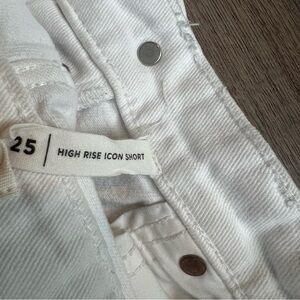 25 | HIGH RISE ICON SHORT